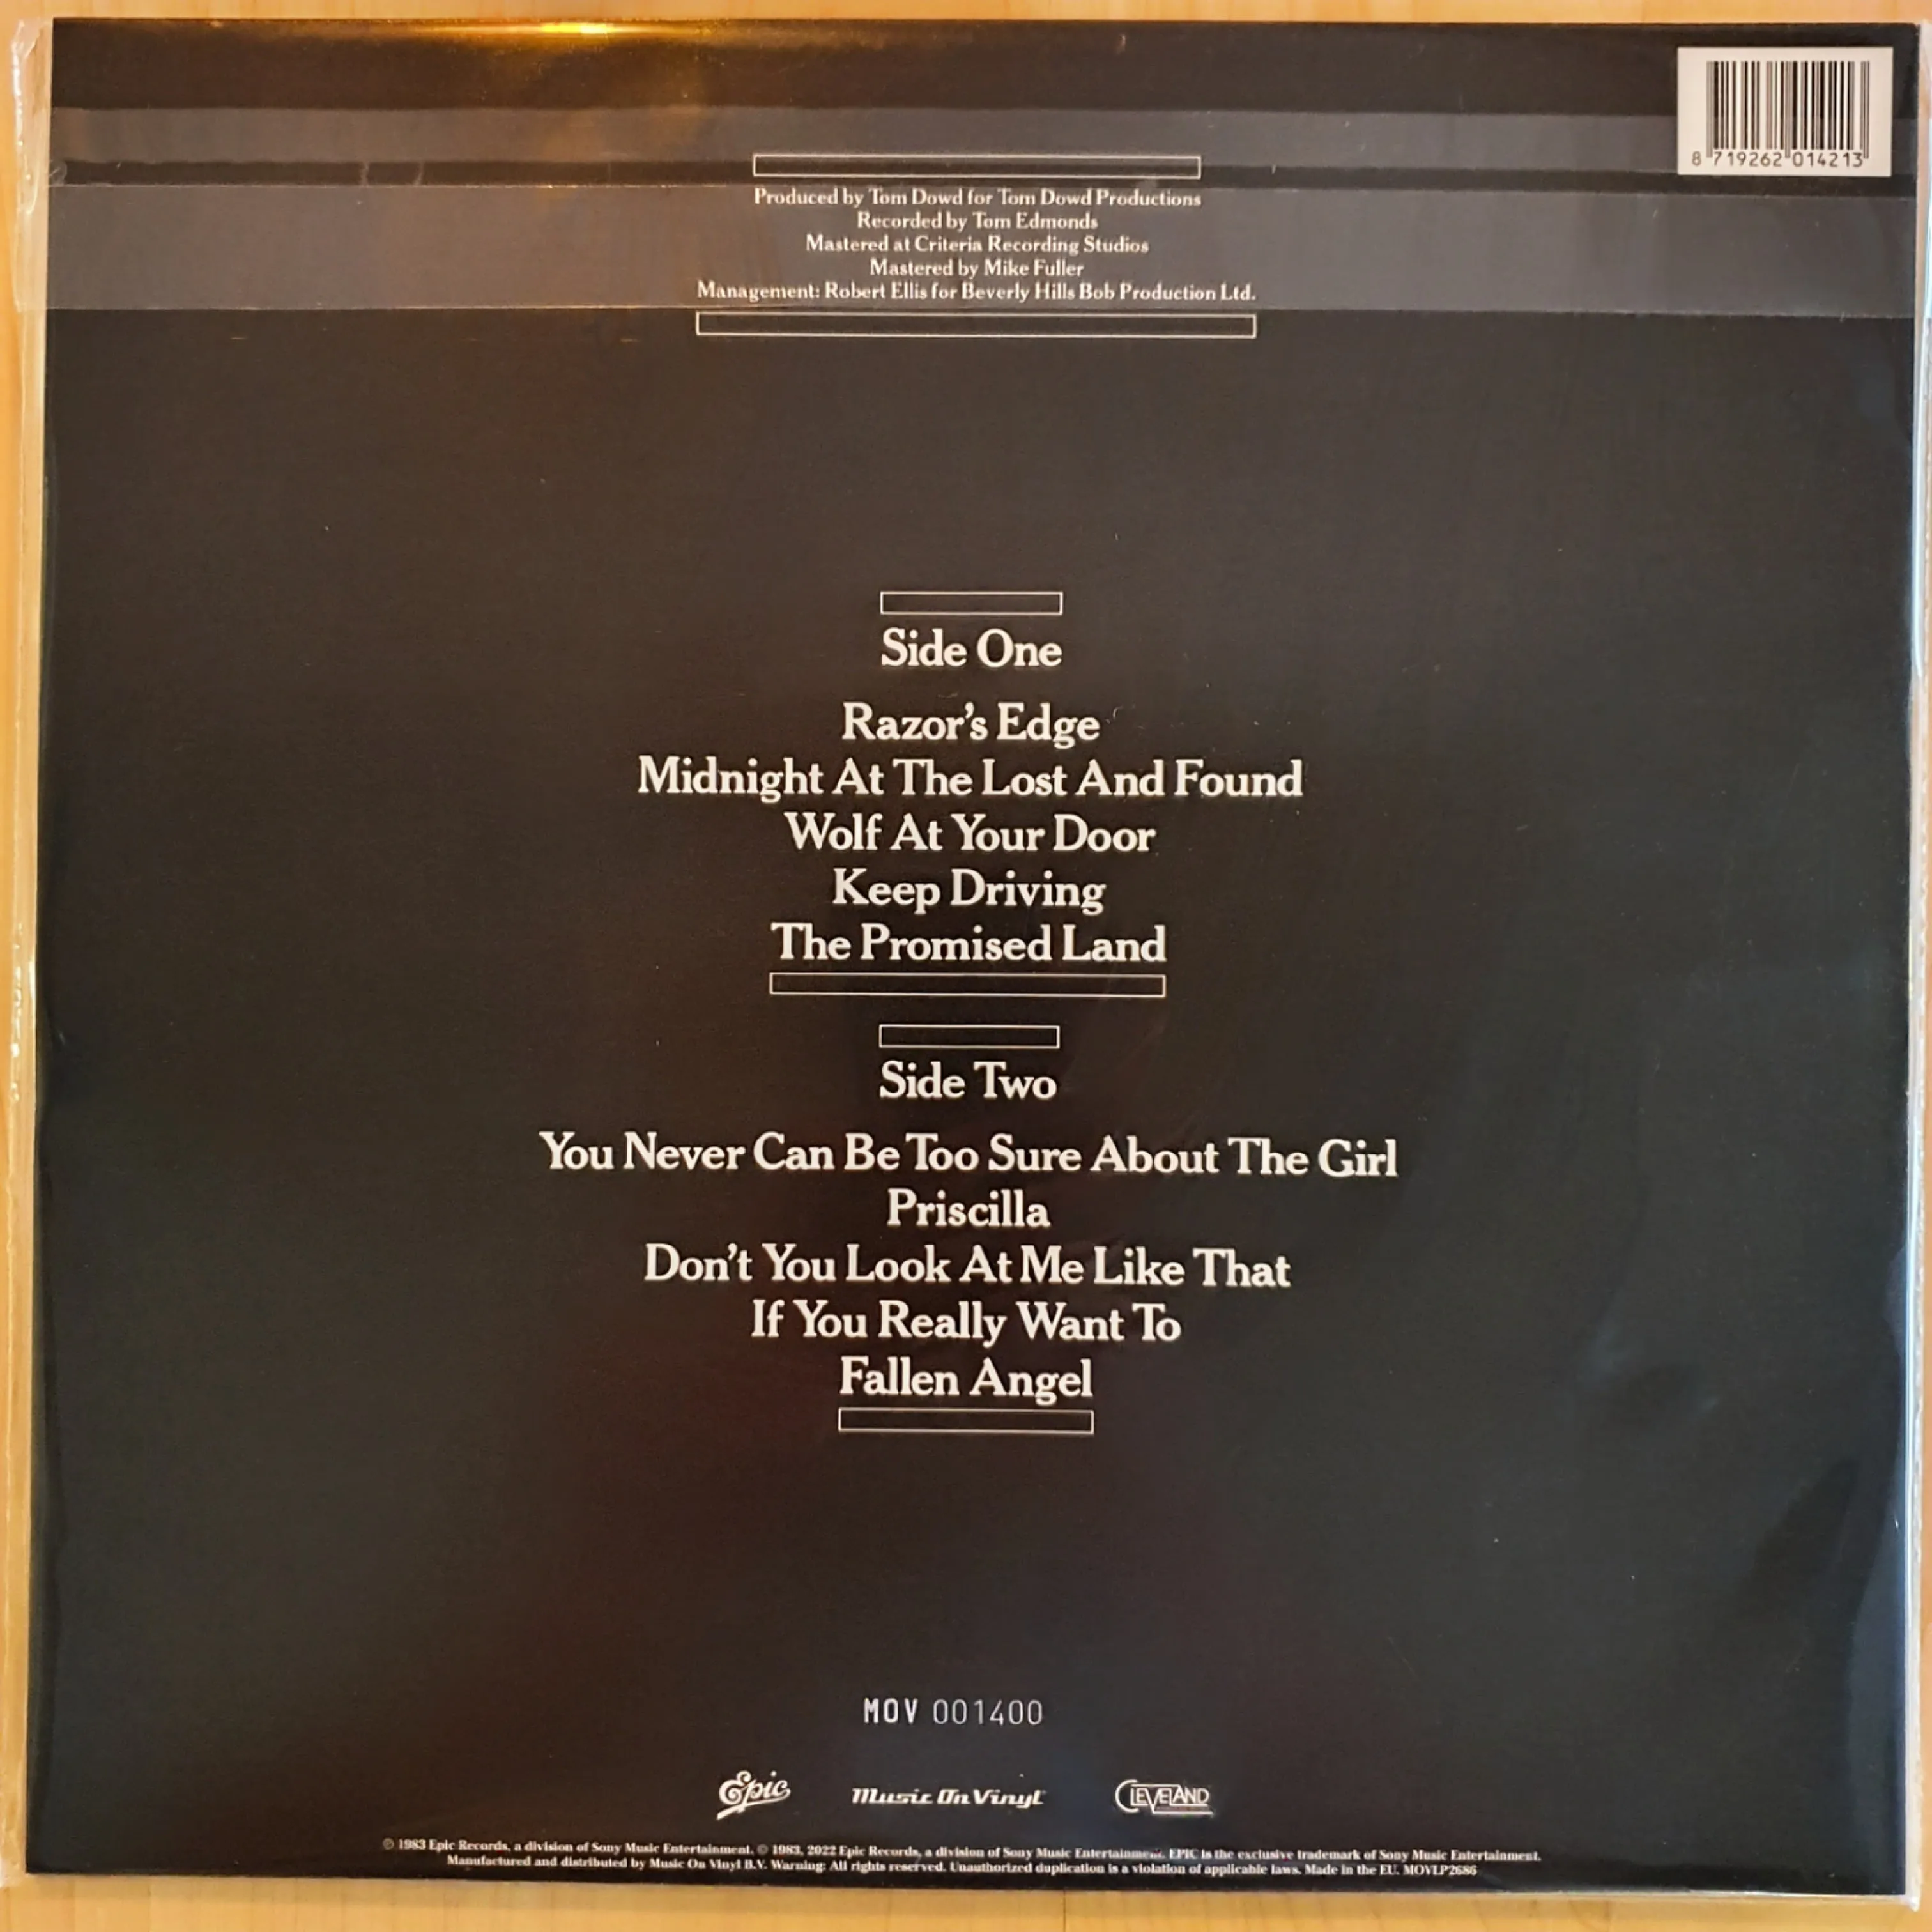 8 719262 014213
Produced by Tom Dowd for Tom Dowd Productions
Recorded by Tom Edmonds
Mastered at Criteria Recording Studios
Mastered by Mike Fuller
Management: Robert Ellis for Beverly Hills Bob Production Ltd.
Side One
Razor's Edge
Midnight At The Lost And Found
Wolf At Your Door
Keep Driving
The Promised Land
Side Two
You Never Can Be Too Sure About The Girl
Priscilla
Don't You Look At Me Like That
If You Really Want To
Fallen Angel
MOV 001400
Epic Music On Vinyl CLEVELAND
℗ 1983 Epic Records, a division of Sony Music Entertainment. © 1983, 2022 Epic Records, a division of Sony Music Entertainment. EPIC is the exclusive trademark of Sony Music Entertainment.
Manufactured and distributed by Music On Vinyl B.V. Warning: All rights reserved. Unauthorized duplication is a violation of applicable laws. Made in the EU. MOVLP2686